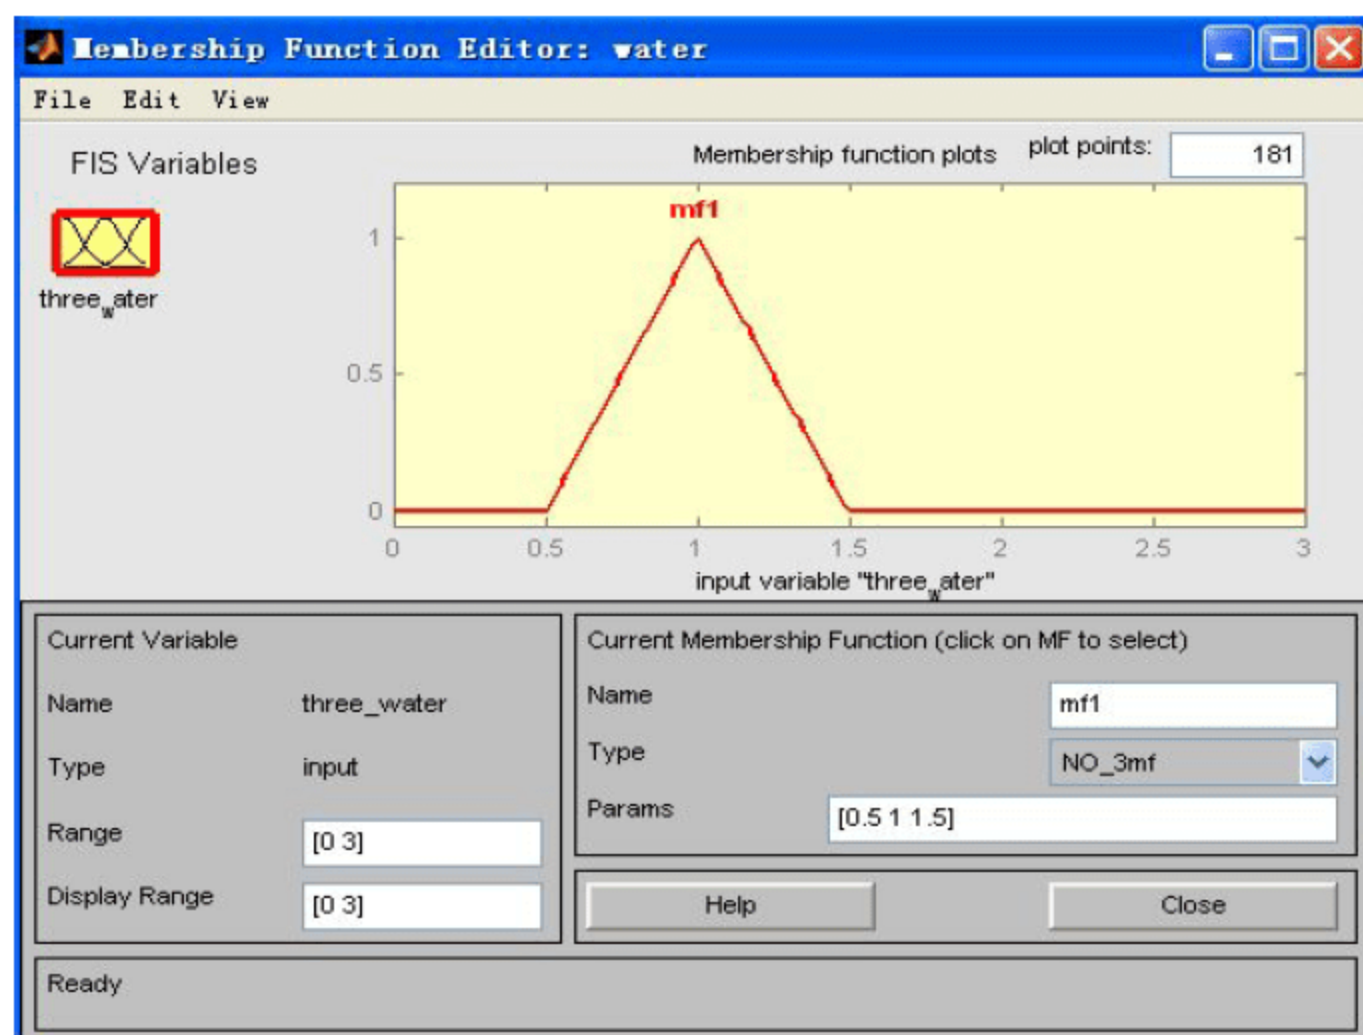 Membership Function Editor: water
File Edit View
FIS Variables
Membership function plots
plot points:
181
three_water
mf1
1
0.5
0
0 0.5 1 1.5 2 2.5 3
input variable "three_water"
Current Variable
Name three_water
Type input
Range [0 3]
Display Range [0 3]
Current Membership Function (click on MF to select)
Name mf1
Type NO_3mf
Params [0.5 1 1.5]
Help Close
Ready